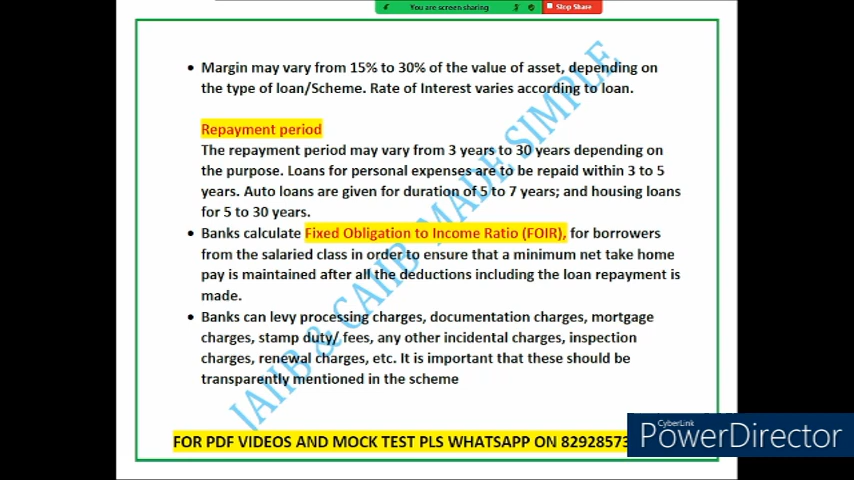 You are screen sharing
Stop Share
• Margin may vary from 15% to 30% of the value of asset, depending on
the type of loan/Scheme. Rate of Interest varies according to loan.
Repayment period
The repayment period may vary from 3 years to 30 years depending on
the purpose. Loans for personal expenses are to be repaid within 3 to 5
years. Auto loans are given for duration of 5 to 7 years; and housing loans
for 5 to 30 years.
• Banks calculate Fixed Obligation to Income Ratio (FOIR), for borrowers
from the salaried class in order to ensure that a minimum net take home
pay is maintained after all the deductions including the loan repayment is
made.
• Banks can levy processing charges, documentation charges, mortgage
charges, stamp duty/ fees, any other incidental charges, inspection
charges, renewal charges, etc. It is important that these should be
transparently mentioned in the scheme
JAIIB & CAIIB MADE SIMPLE
FOR PDF VIDEOS AND MOCK TEST PLS WHATSAPP ON 82928573
CyberLink
PowerDirector